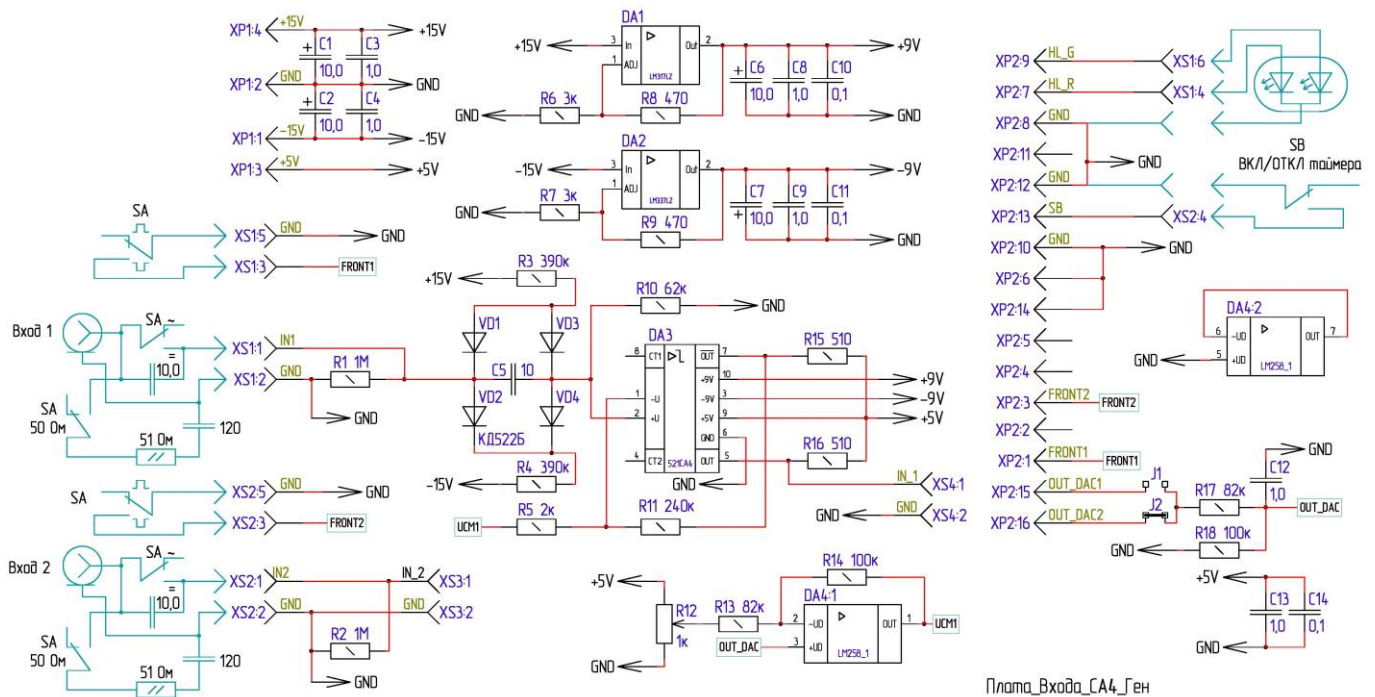 XP1:4 +15V +15V
C1 10,0 C3 1,0
XP1:2 GND GND
C2 10,0 C4 1,0
XP1:1 -15V -15V
XP1:3 +5V +5V
SA
XS1:5 GND GND
XS1:3 FRONT1
Вход 1
SA ~
=
10,0
XS1:1 IN1
XS1:2 GND
R1 1М
GND
SA
50 Ом
51 Ом
120
SA
XS2:5 GND GND
XS2:3 FRONT2
Вход 2
SA ~
=
10,0
XS2:1 IN2 IN_2 XS3:1
XS2:2 GND GND XS3:2
R2 1М
GND
SA
50 Ом
51 Ом
120
DA1
+15V 3 In Out 2 +9V
1 ADJ
LM317LZ
R6 3к
R8 470
GND
C6 10,0 C8 1,0 C10 0,1
GND
DA2
-15V 3 In Out 2 -9V
1 ADJ
LM337LZ
R7 3к
R9 470
GND
C7 10,0 C9 1,0 C11 0,1
GND
R3 390к
+15V
R10 62к
GND
VD1 VD3
C5 10
VD2 VD4
КД522Б
R4 390к
-15V
R5 2к
UCM1
R11 240к
DA3
8 CT1 OUT 7
+9V 10
1 -U -9V 3
2 +U +5V 9
GND 6
4 CT2 OUT 5
521CA4
R15 510
+9V
-9V
+5V
R16 510
GND
IN_1 XS4:1
GND GND XS4:2
R14 100к
+5V
DA4:1
R12 1к
R13 82к
2 -UD OUT 1 UCM1
3 +UD
LM258_1
OUT_DAC
GND
XP2:9 HL_G XS1:6
XP2:7 HL_R XS1:4
XP2:8 GND
XP2:11 GND
XP2:12 GND
XP2:13 SB XS2:4
SB
ВКЛ/ОТКЛ таймера
XP2:10 GND GND
XP2:6
XP2:14
XP2:5
XP2:4
XP2:3 FRONT2 FRONT2
XP2:2
XP2:1 FRONT1 FRONT1
XP2:15 OUT_DAC1 J1
XP2:16 OUT_DAC2 J2
DA4:2
6 -UD OUT 7
5 +UD
LM258_1
GND
GND
C12 1,0
R17 82к
OUT_DAC
R18 100к
GND
+5V
C13 1,0 C14 0,1
GND
Плата_Входа_СА4_Ген